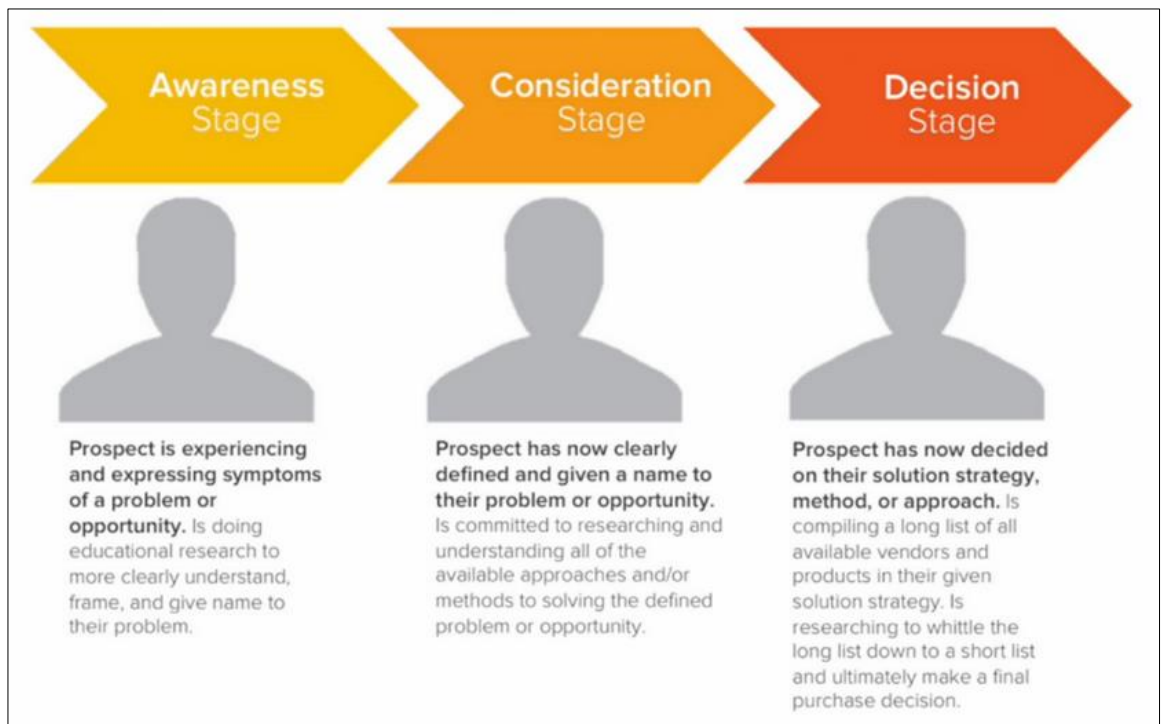 Awareness
Stage
Consideration
Stage
Decision
Stage
Prospect is experiencing
and expressing symptoms
of a problem or
opportunity. Is doing
educational research to
more clearly understand,
frame, and give name to
their problem.
Prospect has now clearly
defined and given a name to
their problem or opportunity.
Is committed to researching and
understanding all of the
available approaches and/or
methods to solving the defined
problem or opportunity.
Prospect has now decided
on their solution strategy,
method, or approach. Is
compiling a long list of all
available vendors and
products in their given
solution strategy. Is
researching to whittle the
long list down to a short list
and ultimately make a final
purchase decision.